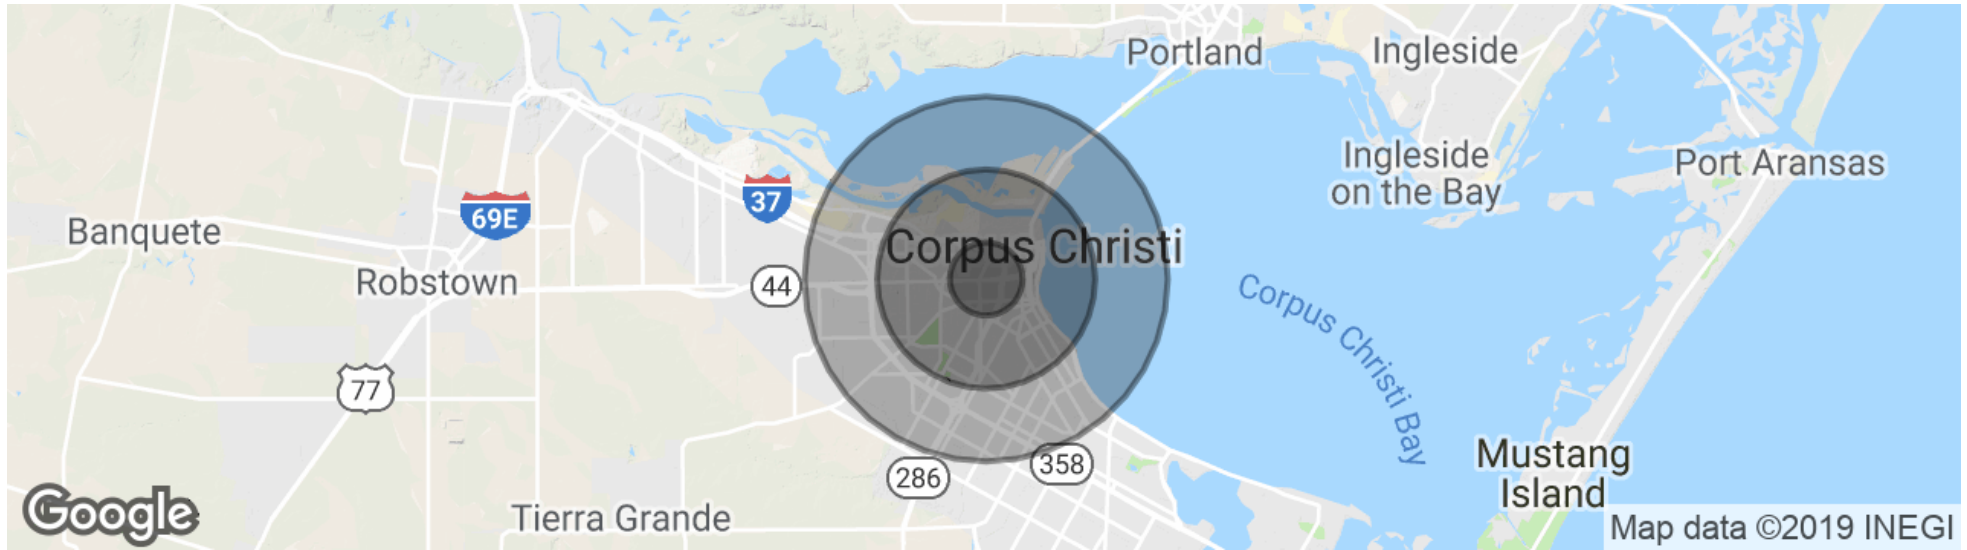 Portland
Ingleside
Ingleside
on the Bay
Port Aransas
37
69E
Banquete
Corpus Christi
Robstown
44
Corpus Christi Bay
77
286
358
Mustang
Island
Tierra Grande
Google
Map data ©2019 INEGI